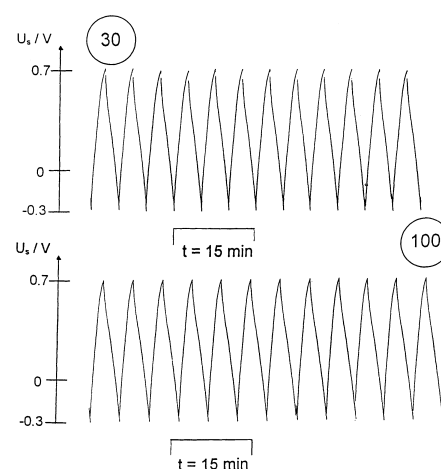 30
Uₛ / V
0.7
0
-0.3
t = 15 min
100
Uₛ / V
0.7
0
-0.3
t = 15 min